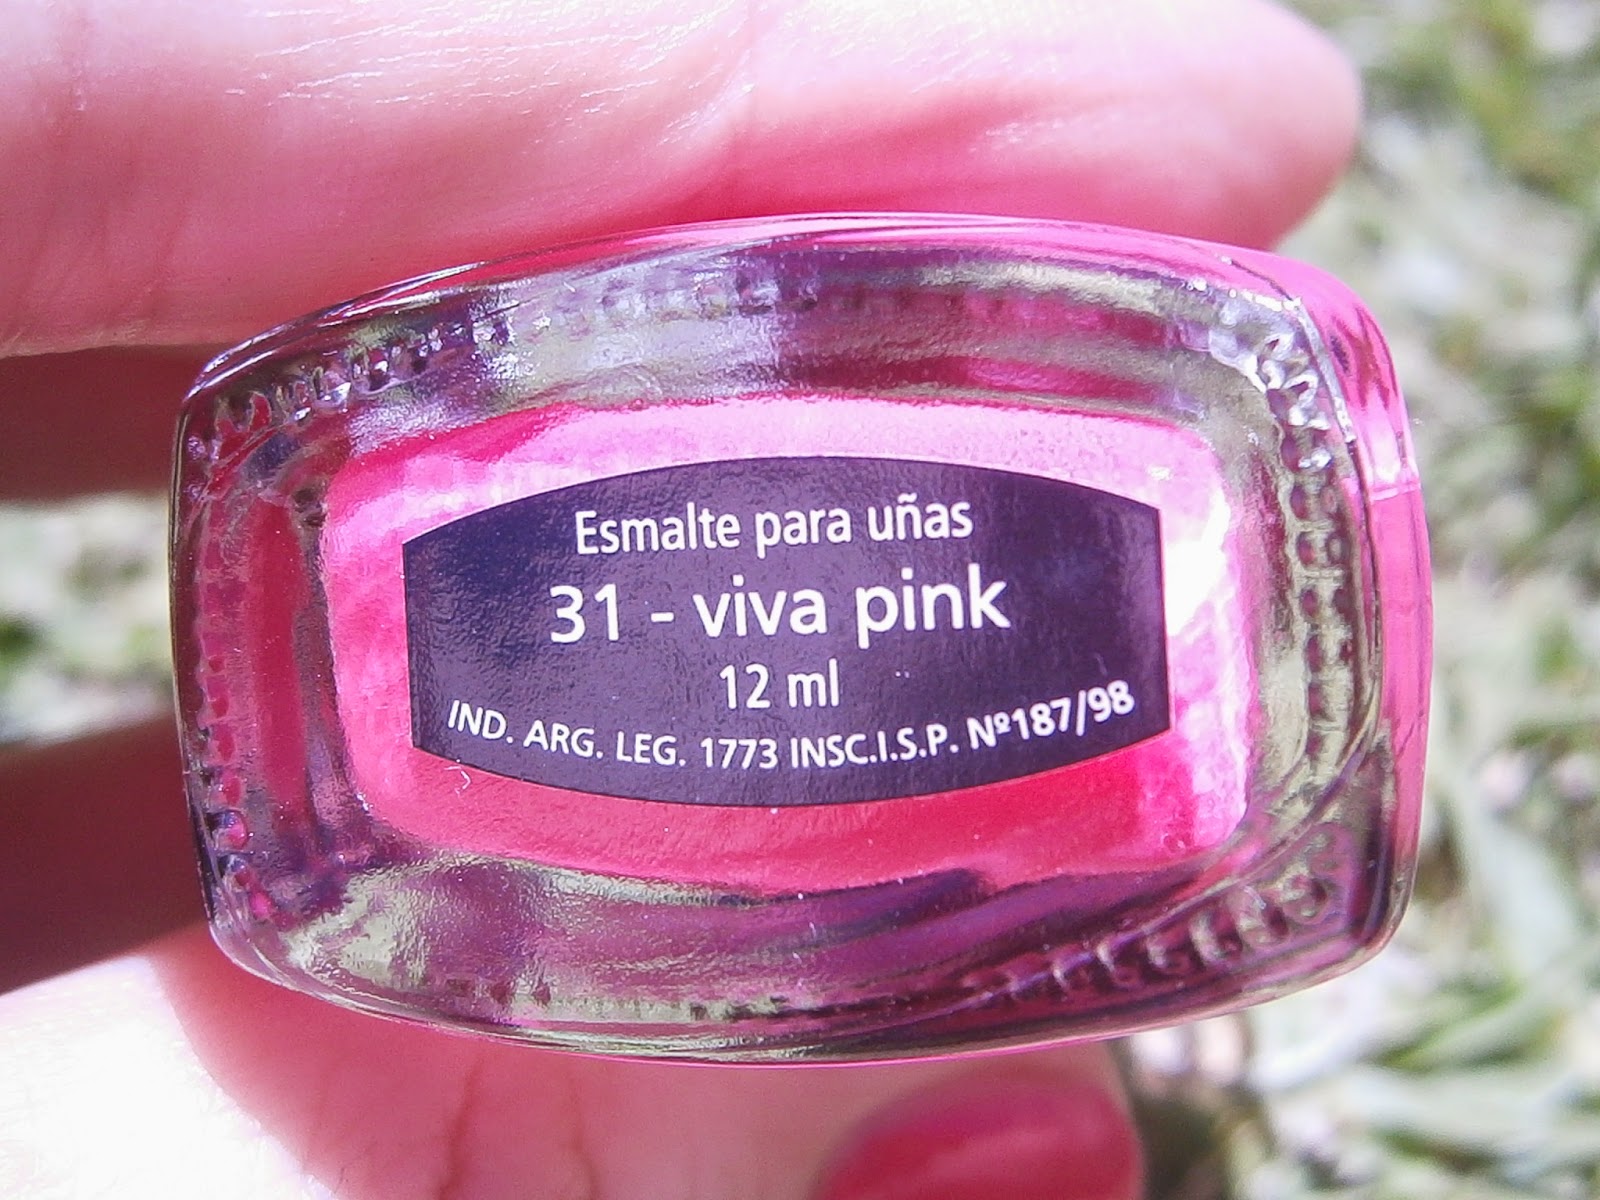 Esmalte para uñas
31 - viva pink
12 ml
IND. ARG. LEG. 1773 INSC.I.S.P. Nº187/98